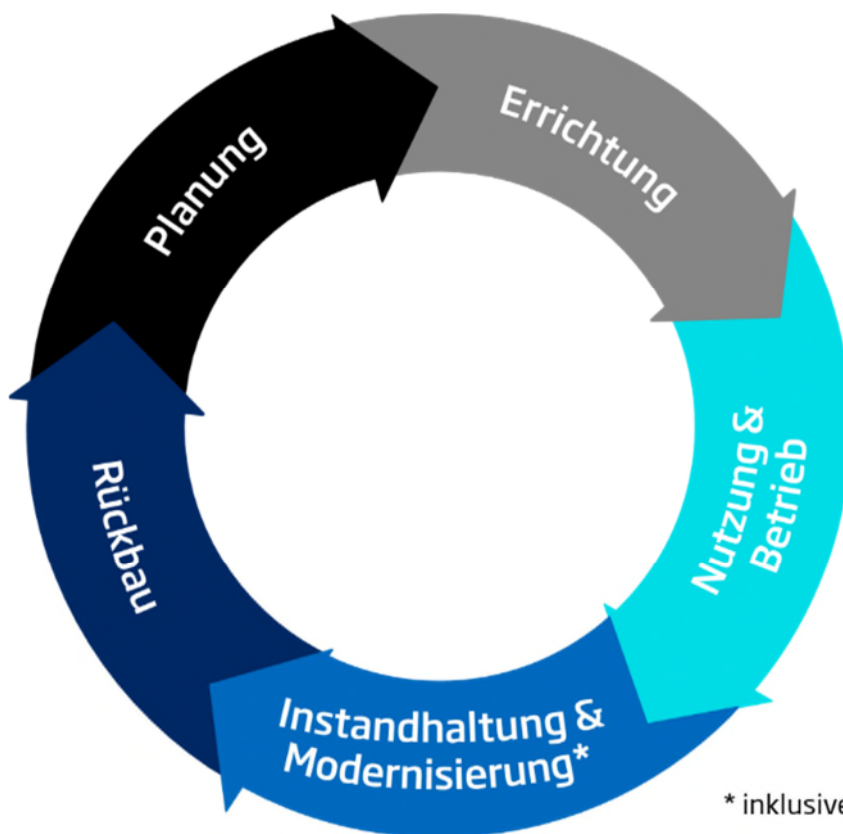 Planung
Errichtung
Nutzung &
Betrieb
Instandhaltung &
Modernisierung*
Rückbau
* inklusive